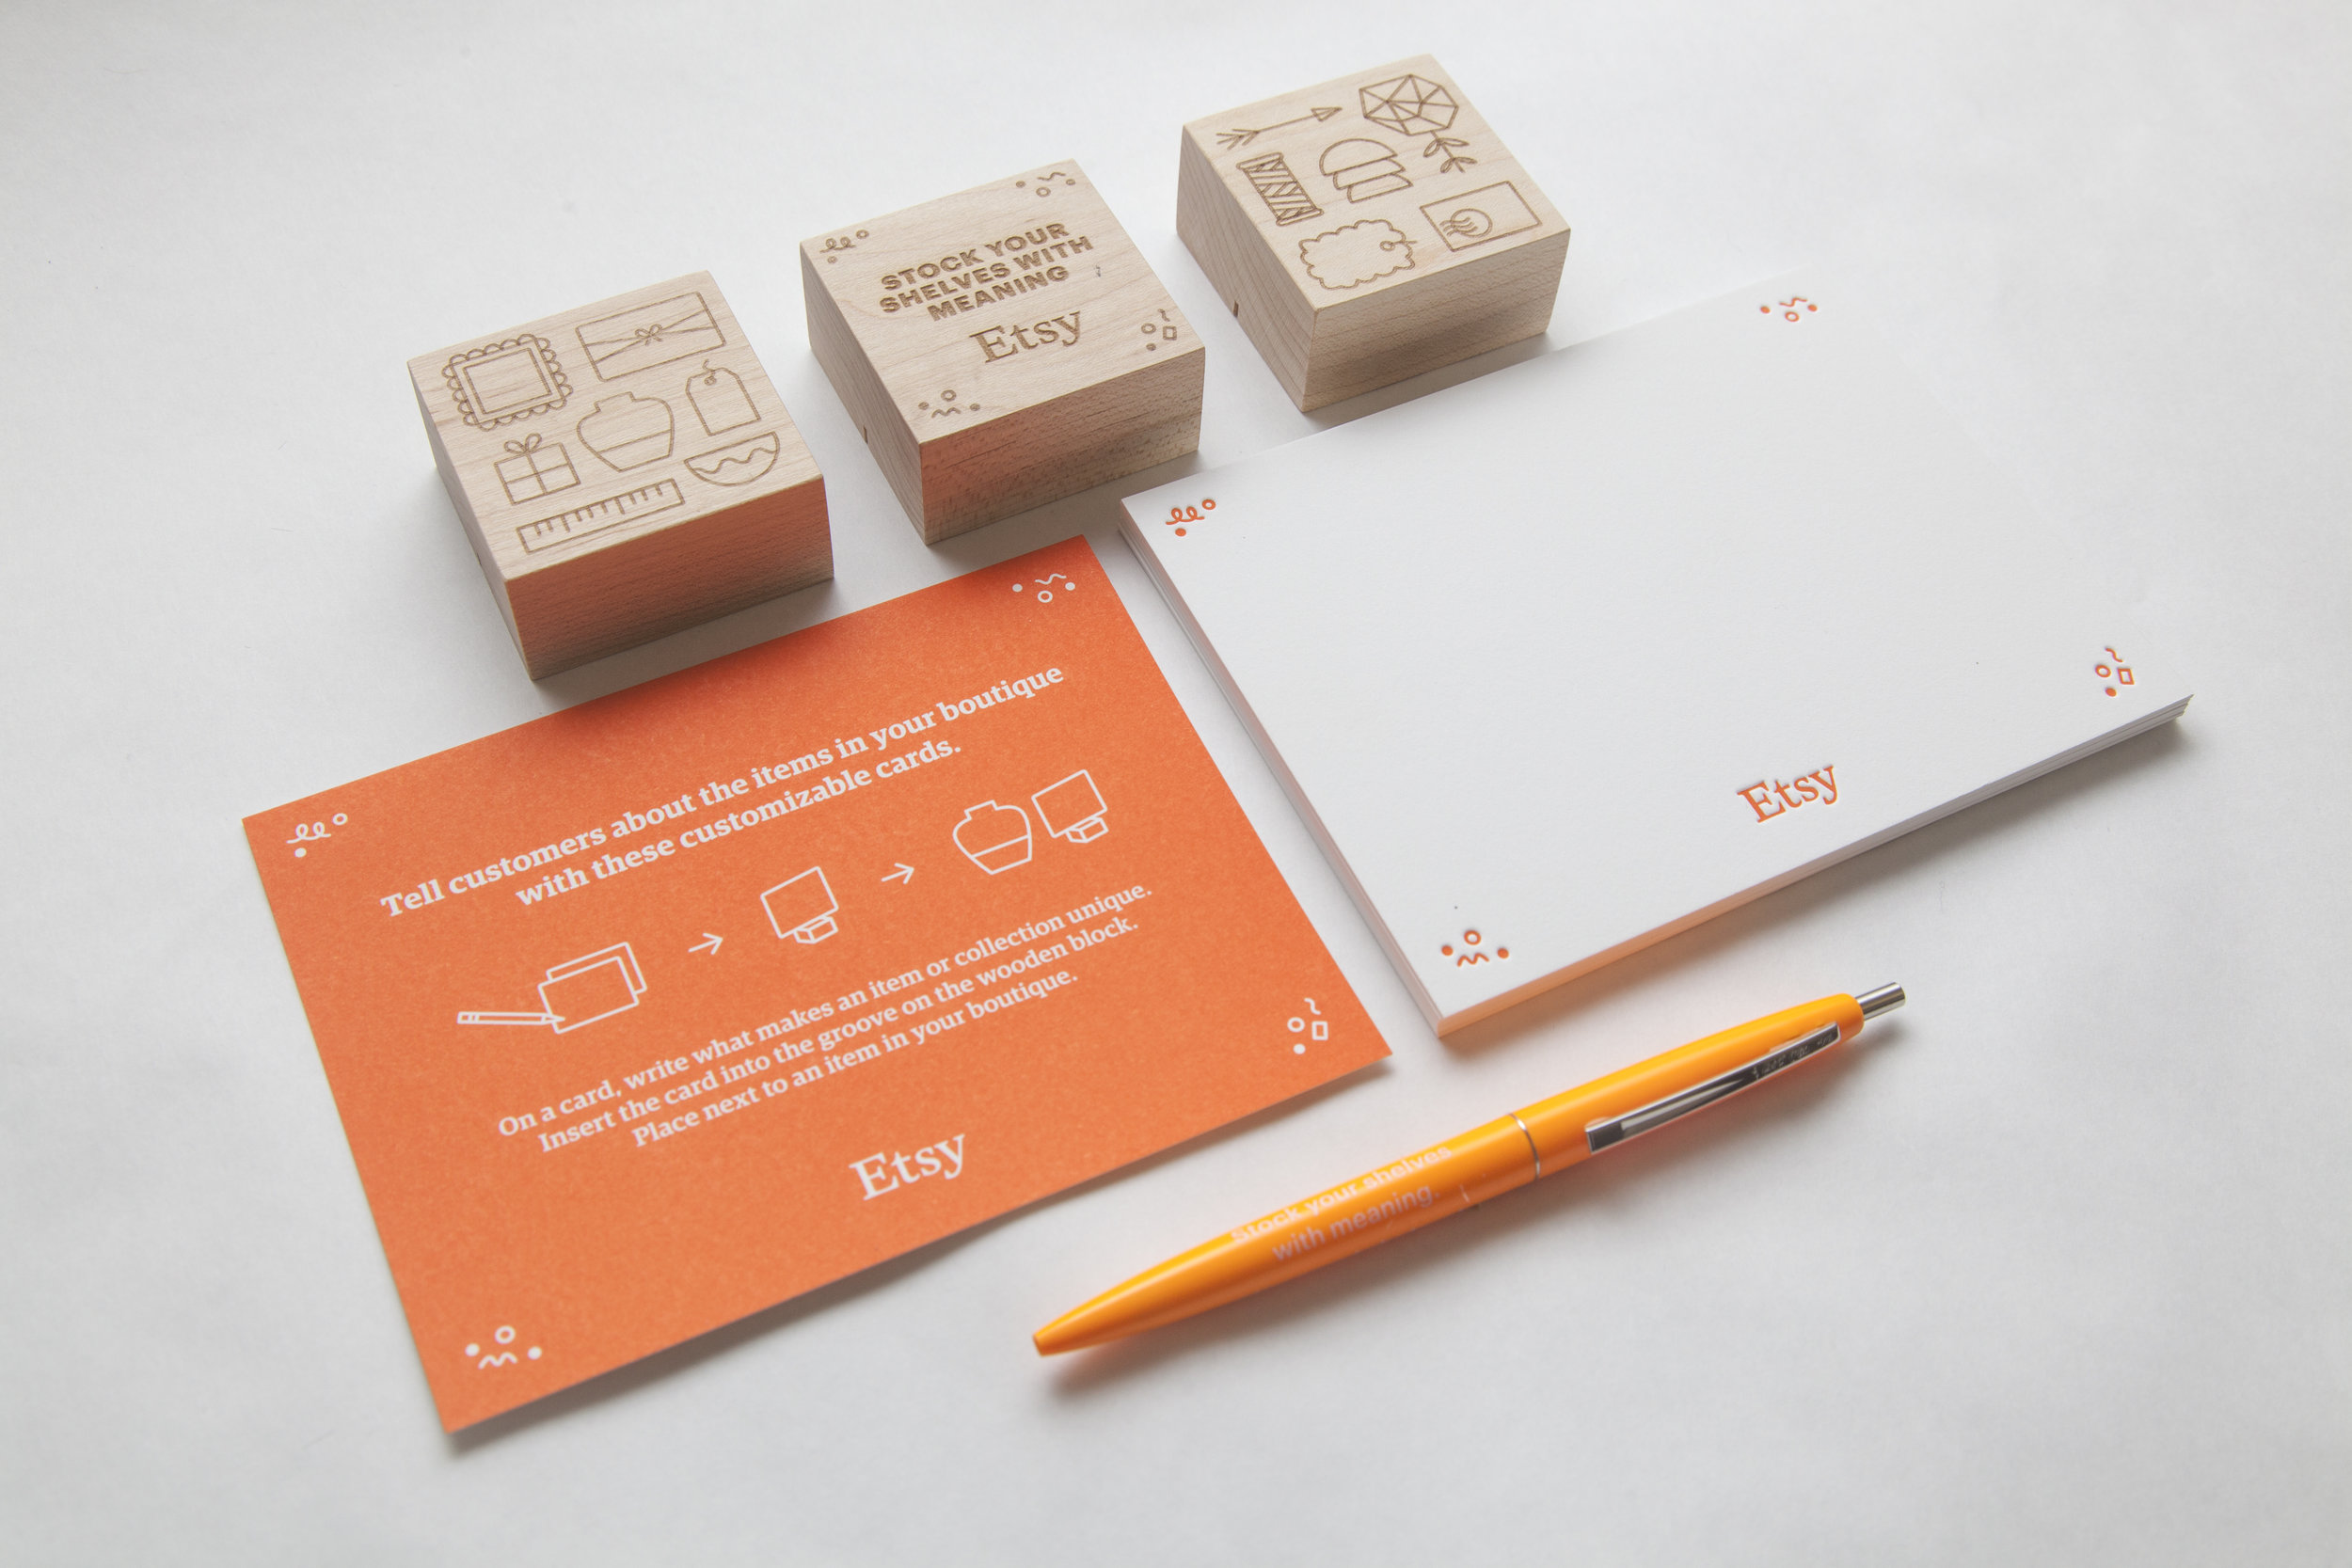 STOCK YOUR
SHELVES WITH
MEANING
Etsy
Tell customers about the items in your boutique
with these customizable cards.
On a card, write what makes an item or collection unique.
Insert the card into the groove on the wooden block.
Place next to an item in your boutique.
Etsy
Etsy
Stock your shelves
with meaning.